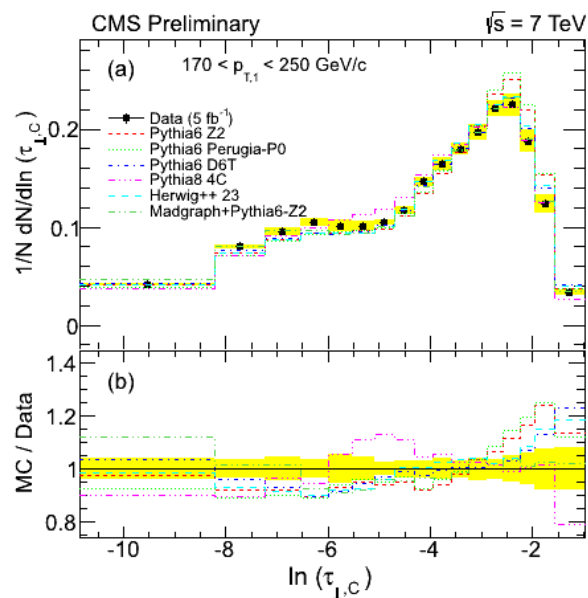 CMS Preliminary √s = 7 TeV
(a) 170 < p_T,1 < 250 GeV/c
Data (5 fb⁻¹)
Pythia6 Z2
Pythia6 Perugia-P0
Pythia6 D6T
Pythia8 4C
Herwig++ 23
Madgraph+Pythia6-Z2
1/N dN/dln (τ_⊥,C)
0.2
0.1
0
(b)
MC / Data
1.4
1.2
1
0.8
-10 -8 -6 -4 -2
ln (τ_⊥,C)